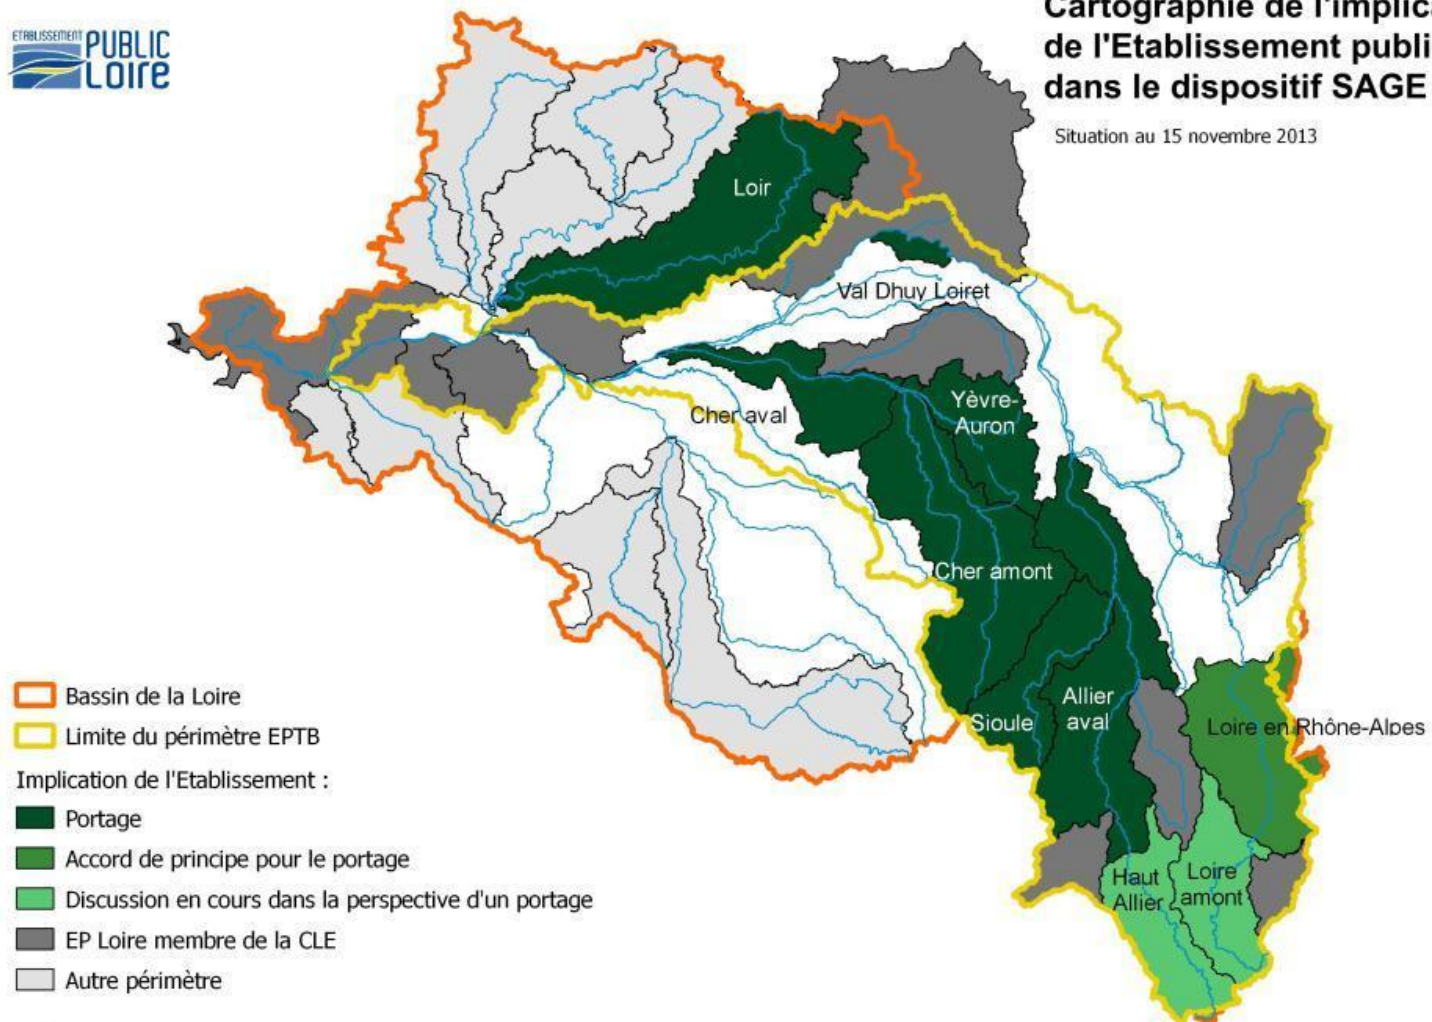 ETABLISSEMENT
PUBLIC
LOIRE
Cartographie de l'implica
de l'Etablissement publi
dans le dispositif SAGE
Situation au 15 novembre 2013
Loir
Val Dhuy Loiret
Cher aval
Yèvre-
Auron
Cher amont
Sioule
Allier
aval
Loire en Rhône-Alpes
Haut
Allier
Loire
amont
Bassin de la Loire
Limite du périmètre EPTB
Implication de l'Etablissement :
Portage
Accord de principe pour le portage
Discussion en cours dans la perspective d'un portage
EP Loire membre de la CLE
Autre périmètre